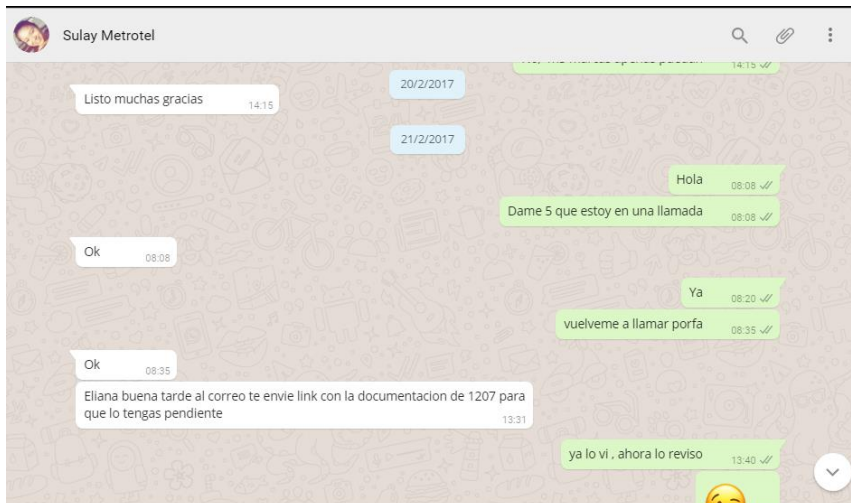 Sulay Metrotel
14:15
20/2/2017
Listo muchas gracias 14:15
21/2/2017
Hola 08:08
Dame 5 que estoy en una llamada 08:08
Ok 08:08
Ya 08:20
vuelveme a llamar porfa 08:35
Ok 08:35
Eliana buena tarde al correo te envie link con la documentacion de 1207 para
que lo tengas pendiente 13:31
ya lo vi , ahora lo reviso 13:40